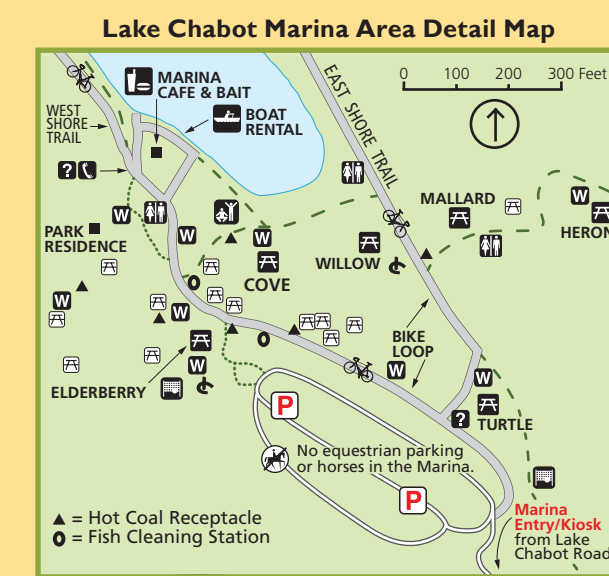 Lake Chabot Marina Area Detail Map
MARINA
CAFE & BAIT
BOAT
RENTAL
WEST
SHORE
TRAIL
EAST SHORE TRAIL
0 100 200 300 Feet
?
W
PARK
RESIDENCE
W
W
COVE
WILLOW
MALLARD
W
HERON
W
W
ELDERBERRY
W
BIKE
LOOP
W
W
?
TURTLE
P
No equestrian parking
or horses in the Marina.
P
▲ = Hot Coal Receptacle
= Fish Cleaning Station
Marina
Entry/Kiosk
from Lake
Chabot Road